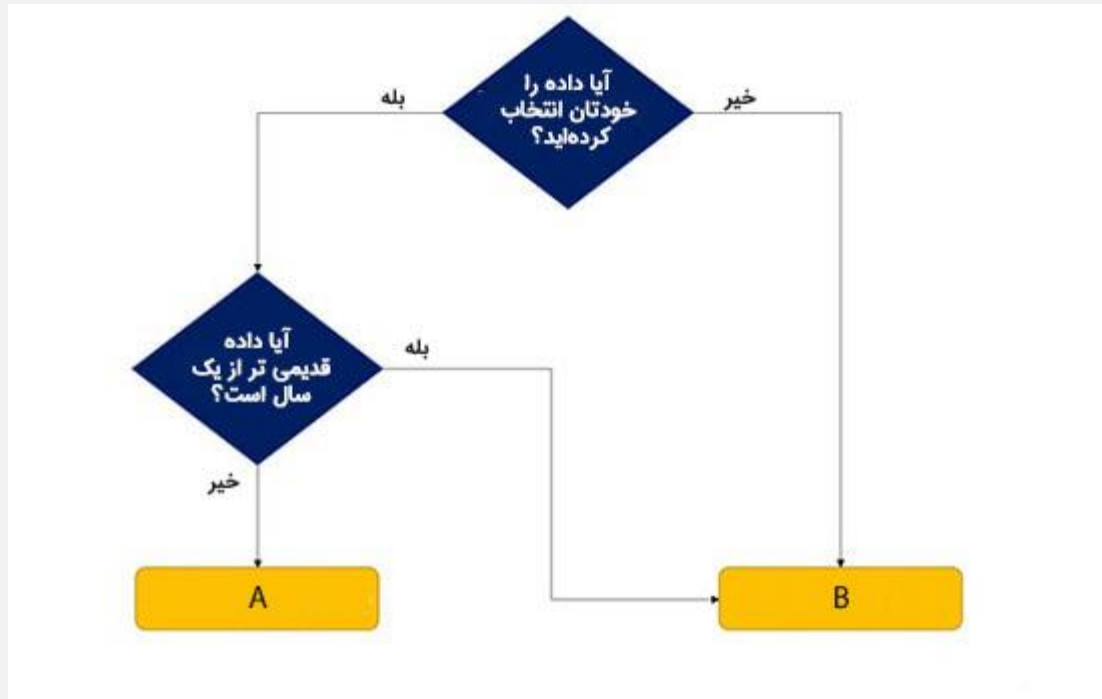 آیا داده را
خودتان انتخاب
کرده‌اید؟
خیر
بله
آیا داده
قدیمی تر از یک
سال است؟
بله
خیر
A
B